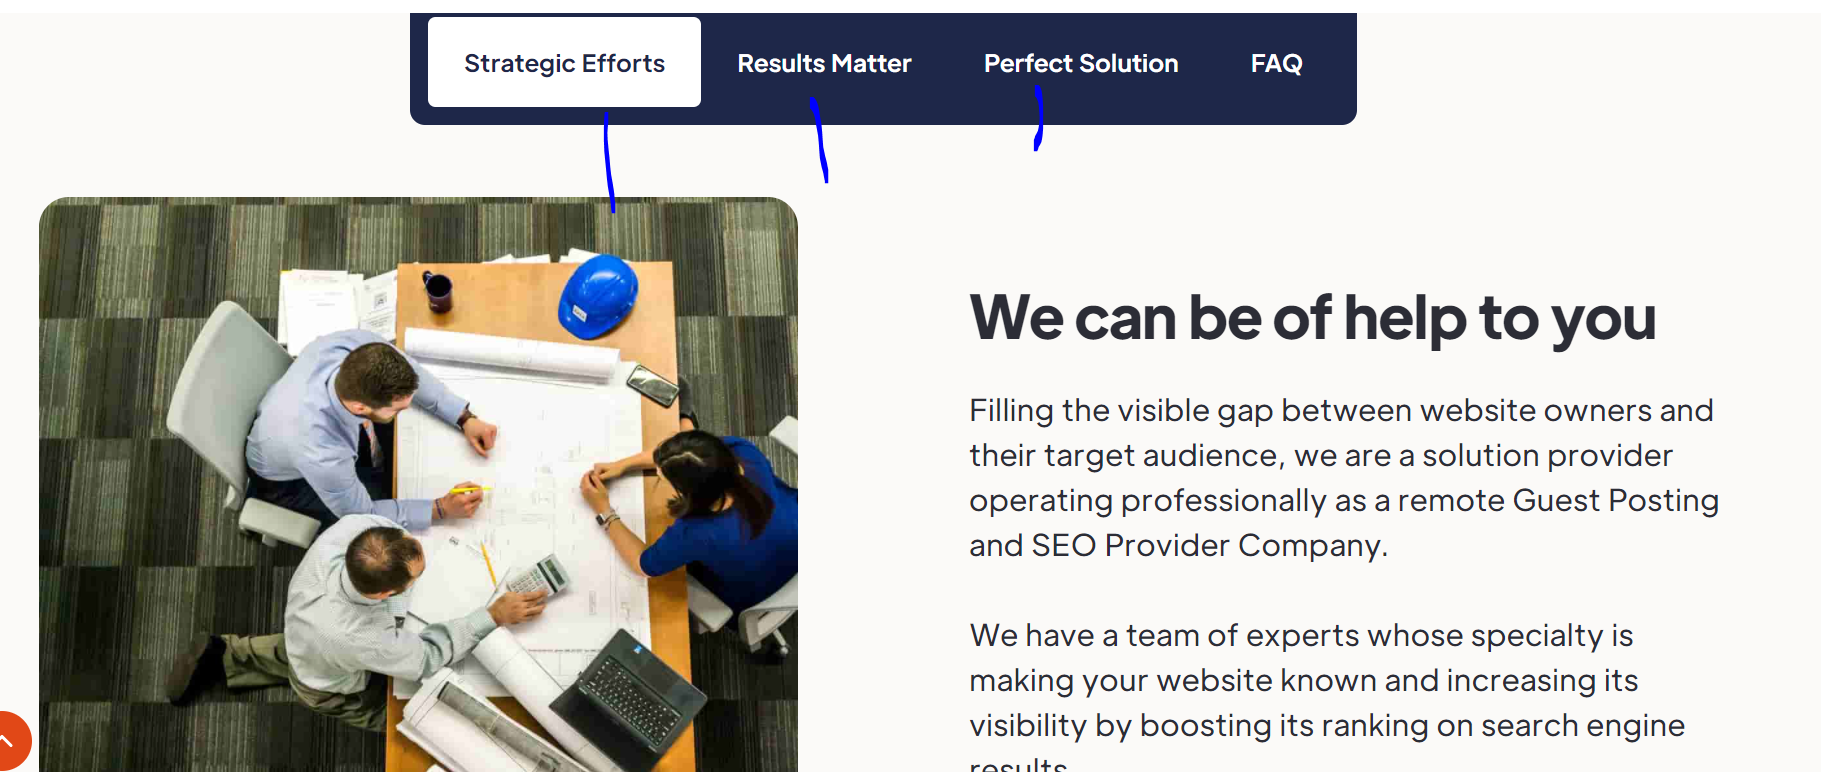 Strategic Efforts Results Matter Perfect Solution FAQ
We can be of help to you
Filling the visible gap between website owners and
their target audience, we are a solution provider
operating professionally as a remote Guest Posting
and SEO Provider Company.
We have a team of experts whose specialty is
making your website known and increasing its
visibility by boosting its ranking on search engine
results.